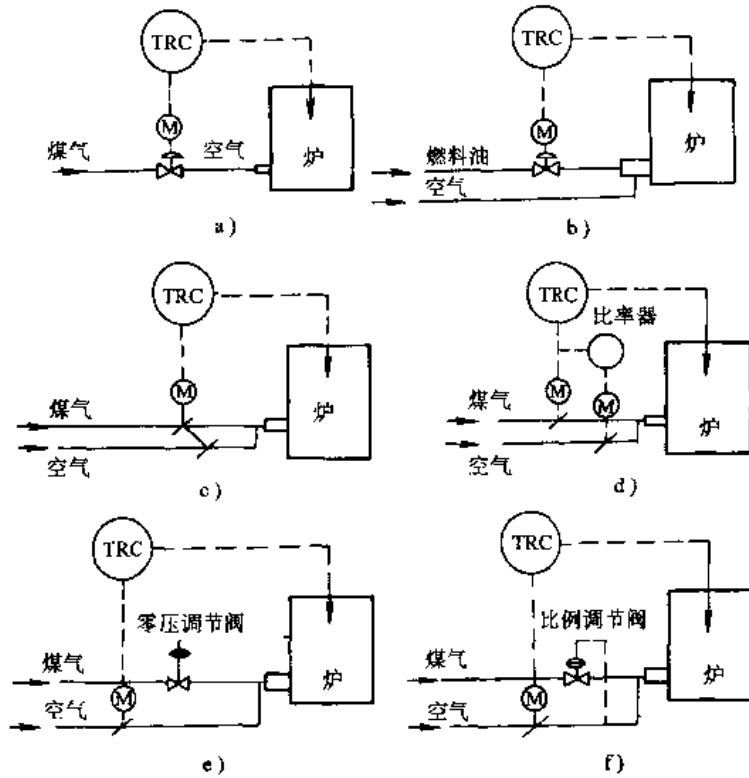 TRC
M
煤气
空气
炉
a)
TRC
M
燃料油
空气
炉
b)
TRC
M
煤气
空气
炉
c)
TRC
比率器
M
M
煤气
空气
炉
d)
TRC
零压调节阀
煤气
M
空气
炉
e)
TRC
比例调节阀
煤气
M
空气
炉
f)